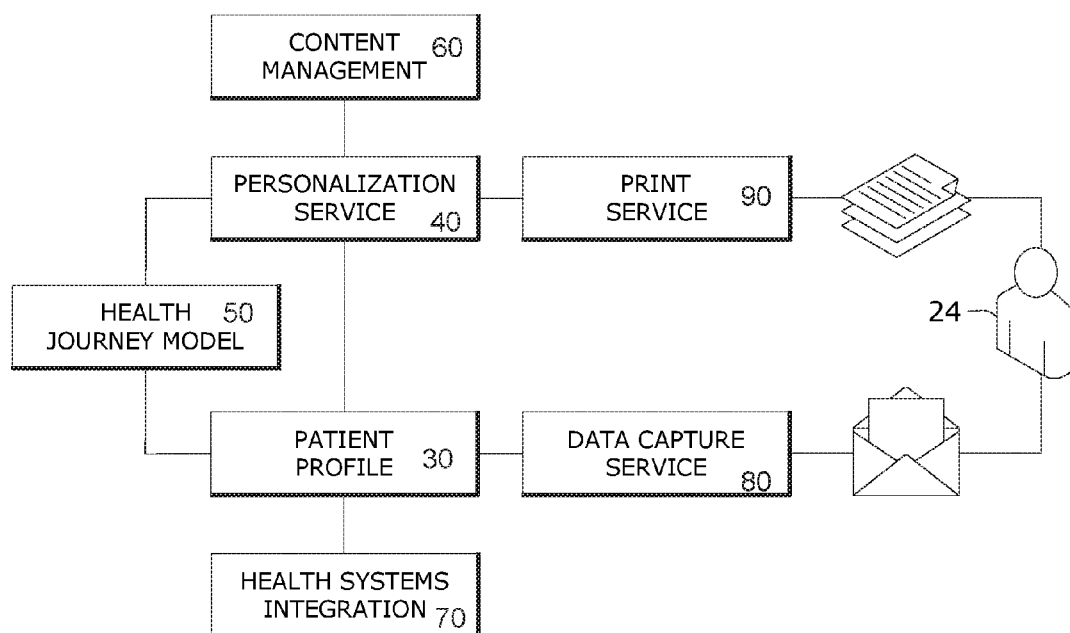 CONTENT 60
MANAGEMENT
PERSONALIZATION
SERVICE 40
PRINT 90
SERVICE
HEALTH 50
JOURNEY MODEL
24
PATIENT
PROFILE 30
DATA CAPTURE
SERVICE 80
HEALTH SYSTEMS
INTEGRATION 70